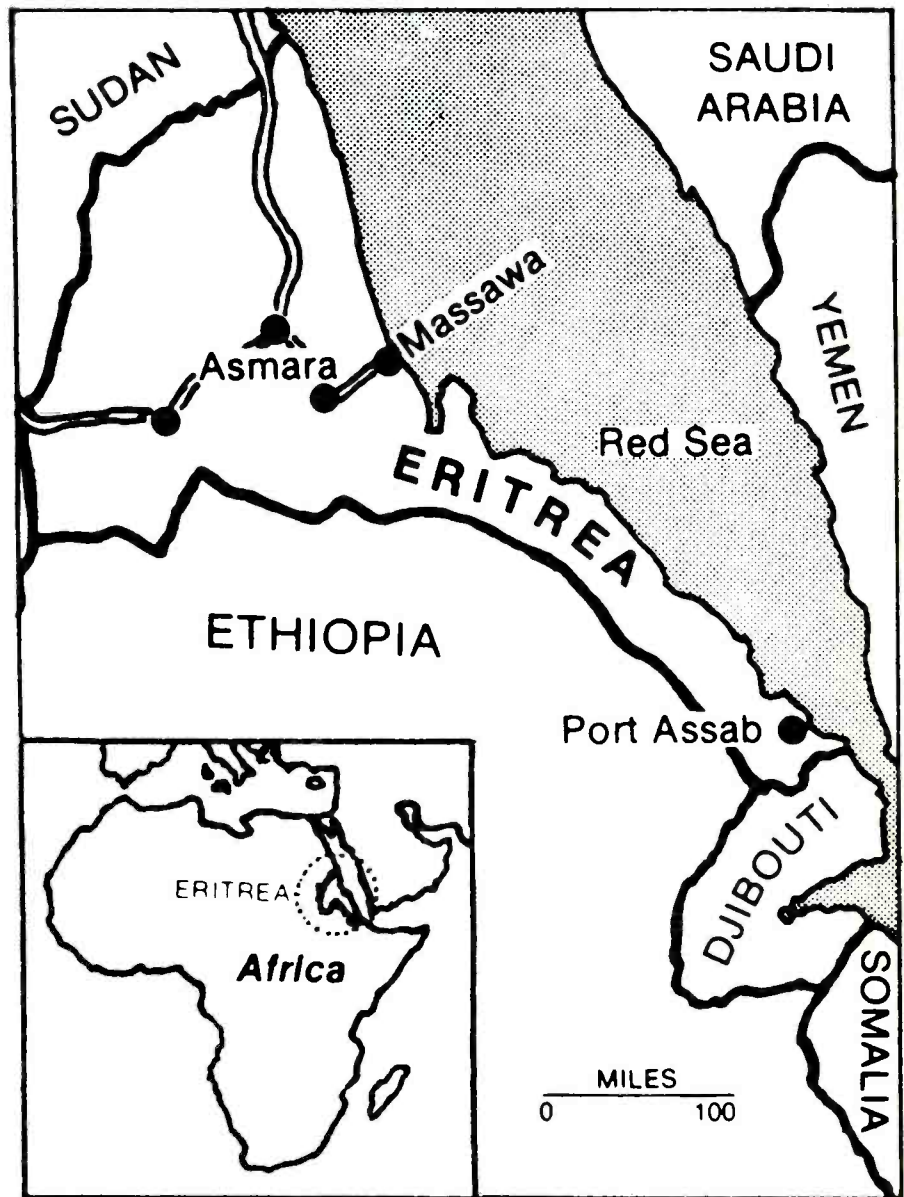 SUDAN
SAUDI
ARABIA
Massawa
Asmara
YEMEN
Red Sea
ERITREA
ETHIOPIA
Port Assab
DJIBOUTI
SOMALIA
ERITREA
Africa
MILES
0 100